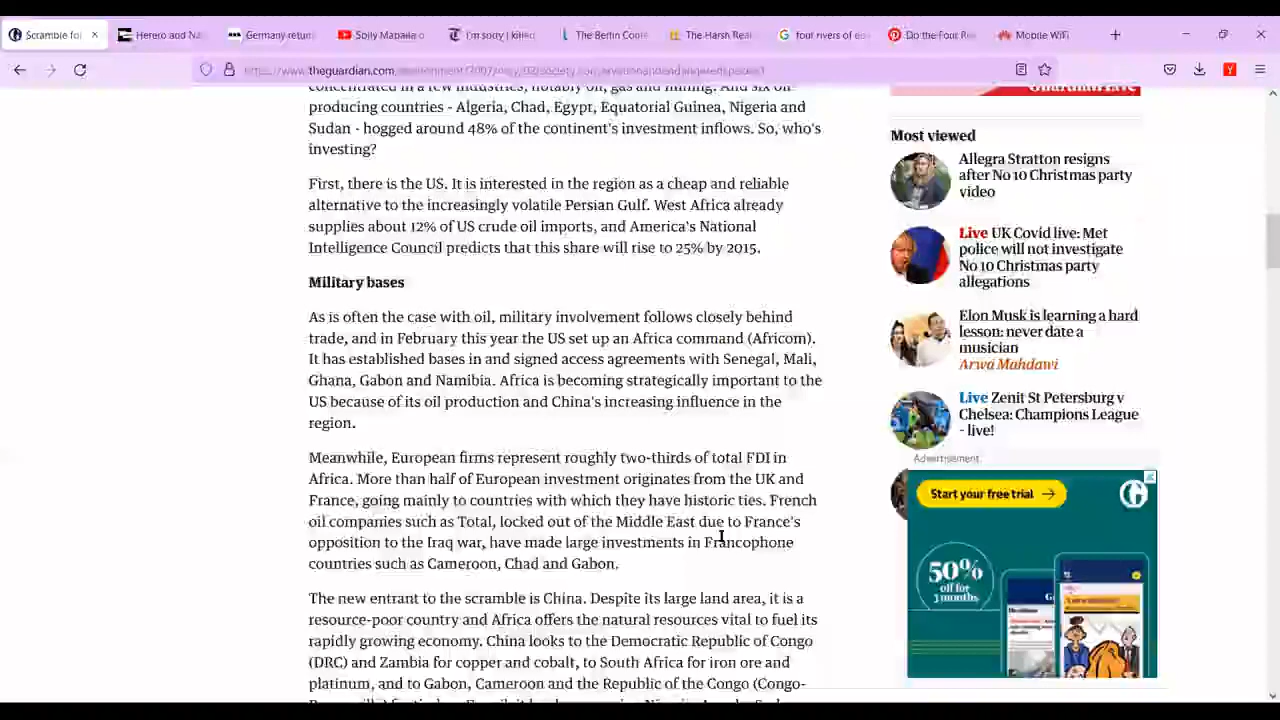 Scramble for
Herero and Na
Germany retur
Solly Mapaila o
I'm sorry I killed
The Berlin Conf
The Harsh Real
four rivers of e
Do the Four Riv
Mobile WiFi
theguardian.com
concentrated in a few industries, notably oil, gas and mining. And six oil-
producing countries - Algeria, Chad, Egypt, Equatorial Guinea, Nigeria and
Sudan - hogged around 48% of the continent's investment inflows. So, who's
investing?
First, there is the US. It is interested in the region as a cheap and reliable
alternative to the increasingly volatile Persian Gulf. West Africa already
supplies about 12% of US crude oil imports, and America's National
Intelligence Council predicts that this share will rise to 25% by 2015.
Military bases
As is often the case with oil, military involvement follows closely behind
trade, and in February this year the US set up an Africa command (Africom).
It has established bases in and signed access agreements with Senegal, Mali,
Ghana, Gabon and Namibia. Africa is becoming strategically important to the
US because of its oil production and China's increasing influence in the
region.
Meanwhile, European firms represent roughly two-thirds of total FDI in
Africa. More than half of European investment originates from the UK and
France, going mainly to countries with which they have historic ties. French
oil companies such as Total, locked out of the Middle East due to France's
opposition to the Iraq war, have made large investments in Francophone
countries such as Cameroon, Chad and Gabon.
The new entrant to the scramble is China. Despite its large land area, it is a
resource-poor country and Africa offers the natural resources vital to fuel its
rapidly growing economy. China looks to the Democratic Republic of Congo
(DRC) and Zambia for copper and cobalt, to South Africa for iron ore and
platinum, and to Gabon, Cameroon and the Republic of the Congo (Congo-
Guardian Live
Most viewed
Allegra Stratton resigns
after No 10 Christmas party
video
Live UK Covid live: Met
police will not investigate
No 10 Christmas party
allegations
Elon Musk is learning a hard
lesson: never date a
musician
Arwa Mahdawi
Live Zenit St Petersburg v
Chelsea: Champions League
- live!
Advertisement
Start your free trial →
50%
off for
3 months